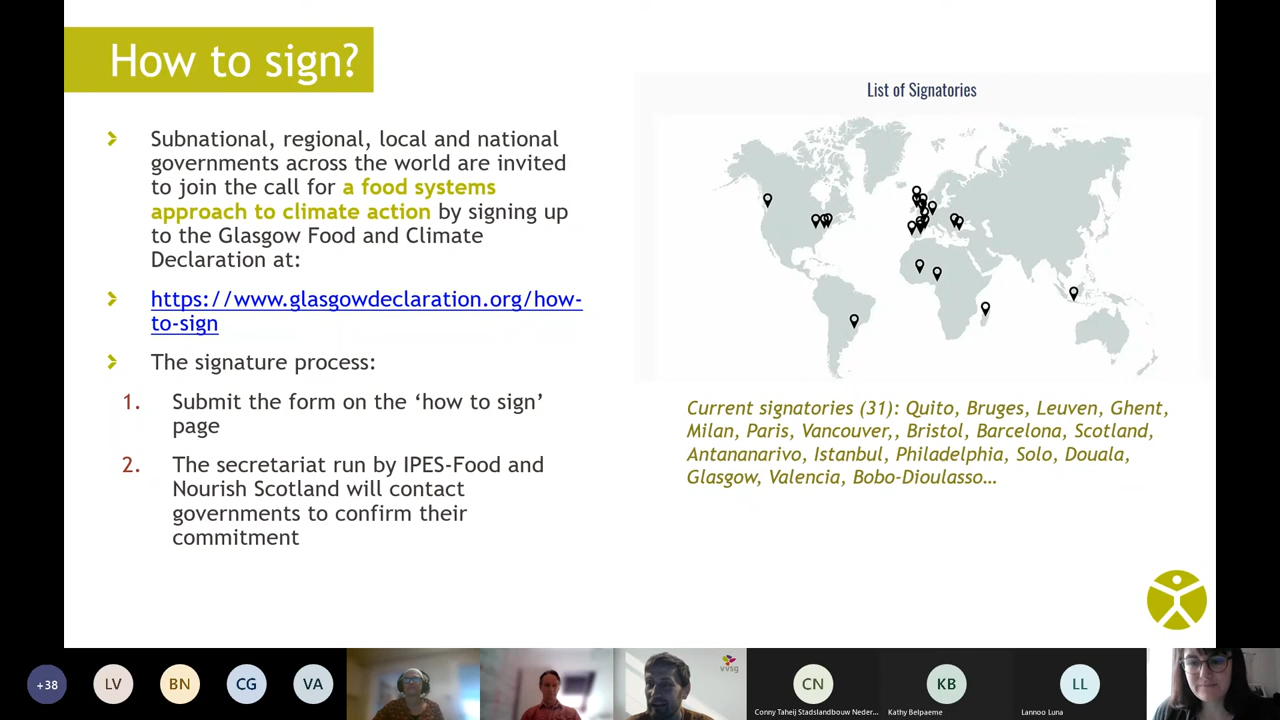 How to sign?
Subnational, regional, local and national
governments across the world are invited
to join the call for a food systems
approach to climate action by signing up
to the Glasgow Food and Climate
Declaration at:
https://www.glasgowdeclaration.org/how-
to-sign
The signature process:
1. Submit the form on the ‘how to sign’
page
2. The secretariat run by IPES-Food and
Nourish Scotland will contact
governments to confirm their
commitment
List of Signatories
Current signatories (31): Quito, Bruges, Leuven, Ghent,
Milan, Paris, Vancouver,, Bristol, Barcelona, Scotland,
Antananarivo, Istanbul, Philadelphia, Solo, Douala,
Glasgow, Valencia, Bobo-Dioulasso…
+38
LV
BN
CG
VA
vvsg
CN
Conny Taheij Stadslandbouw Neder...
KB
Kathy Belpaeme
LL
Lannoo Luna